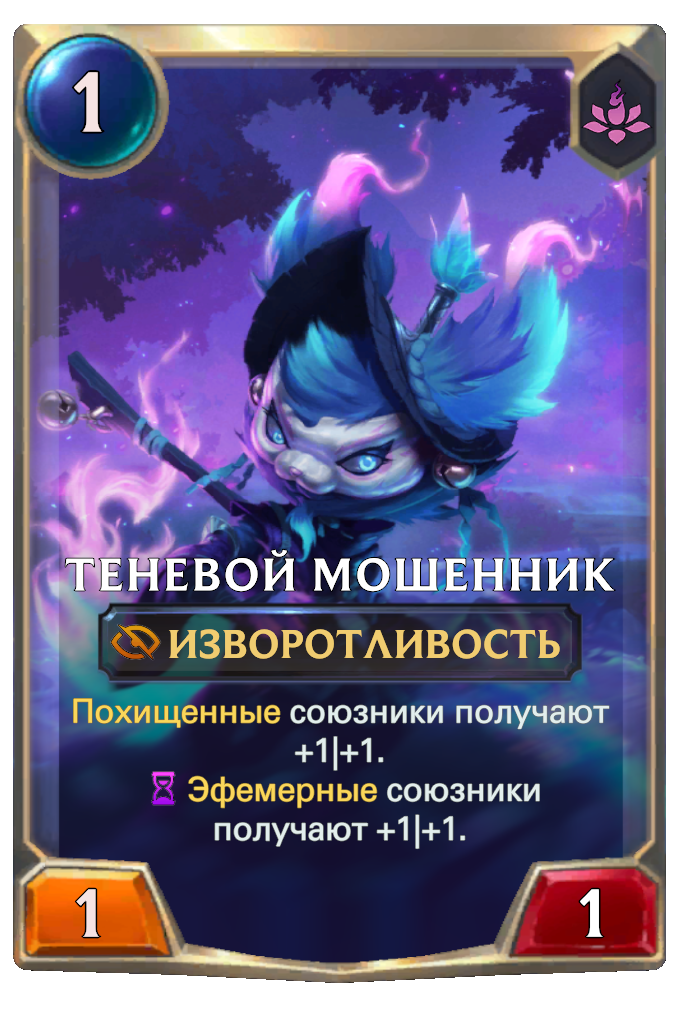 1
ТЕНЕВОЙ МОШЕННИК
ИЗВОРОТЛИВОСТЬ
Похищенные союзники получают
+1|+1.
Эфемерные союзники
получают +1|+1.
1
1